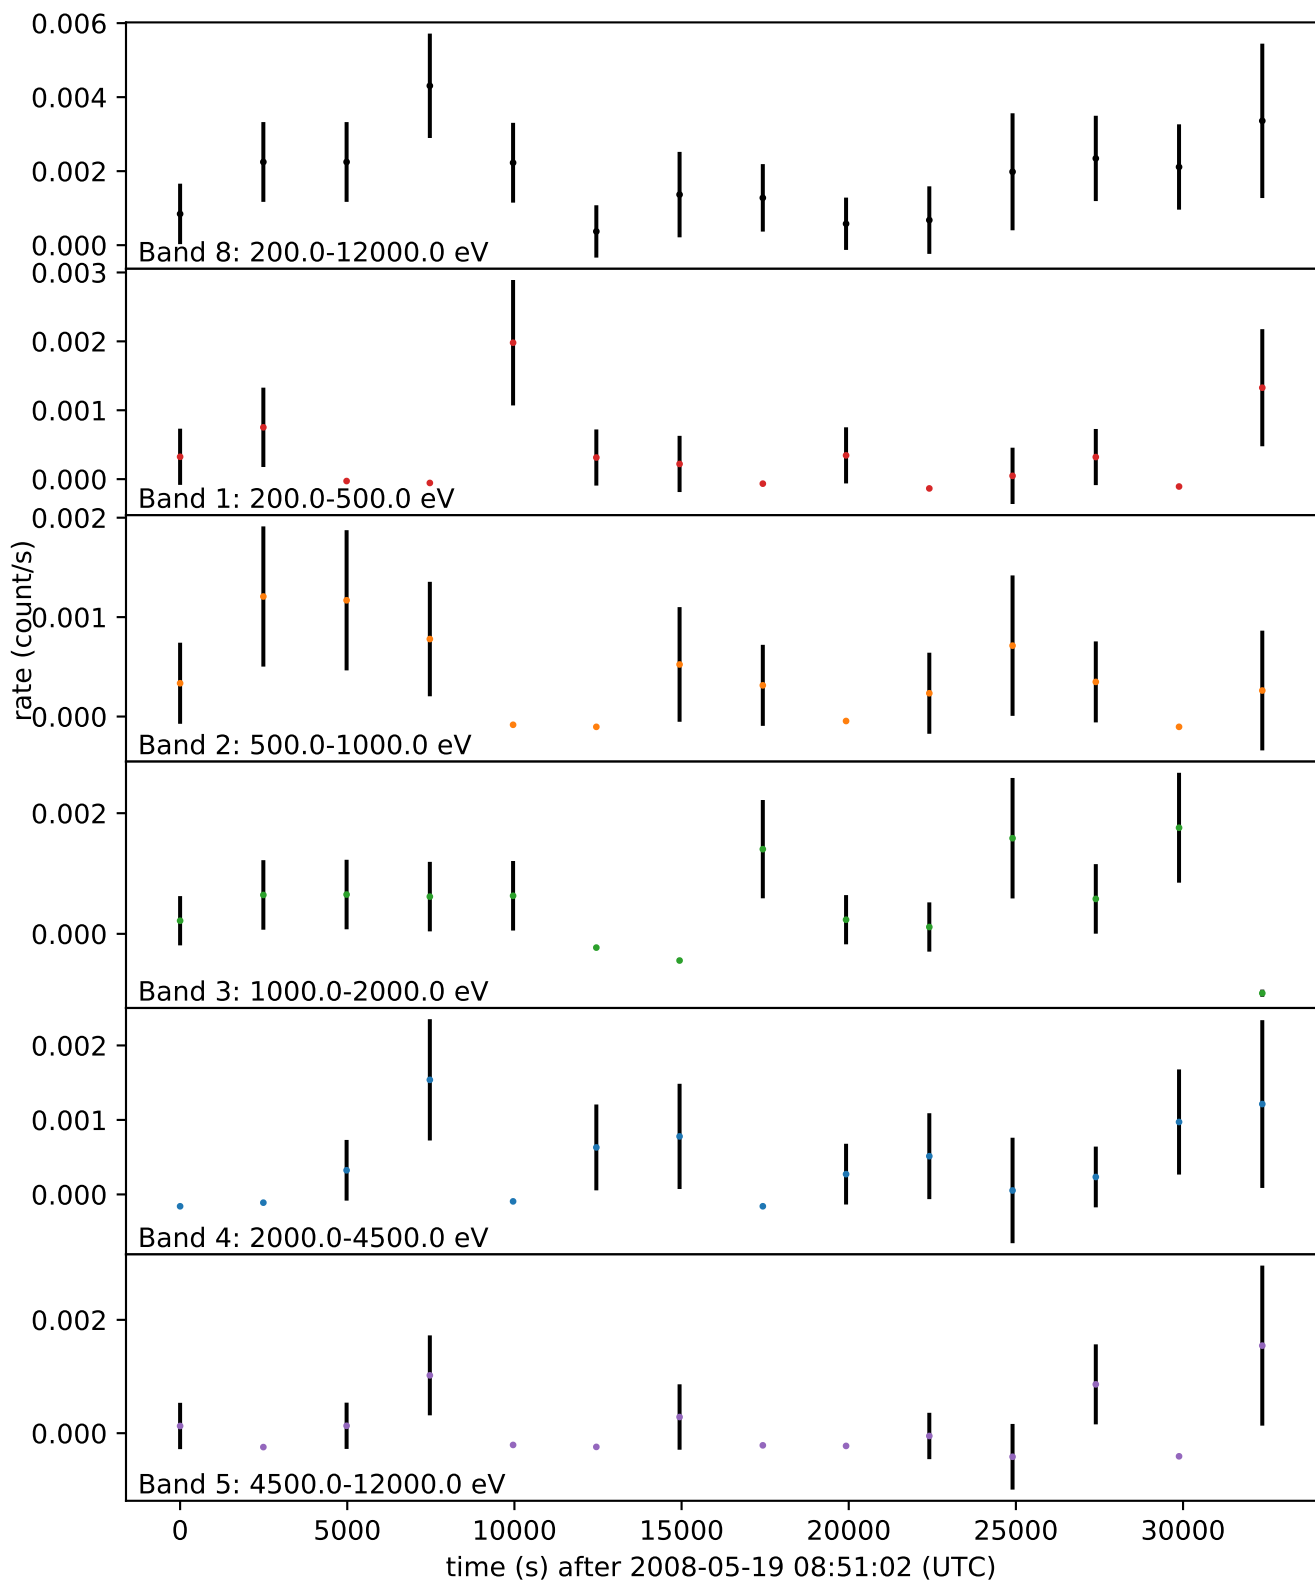 0.006
0.004
0.002
0.000
Band 8: 200.0-12000.0 eV
0.003
0.002
0.001
0.000
Band 1: 200.0-500.0 eV
0.002
0.001
0.000
rate (count/s)
Band 2: 500.0-1000.0 eV
0.002
0.000
Band 3: 1000.0-2000.0 eV
0.002
0.001
0.000
Band 4: 2000.0-4500.0 eV
0.002
0.000
Band 5: 4500.0-12000.0 eV
0 5000 10000 15000 20000 25000 30000
time (s) after 2008-05-19 08:51:02 (UTC)